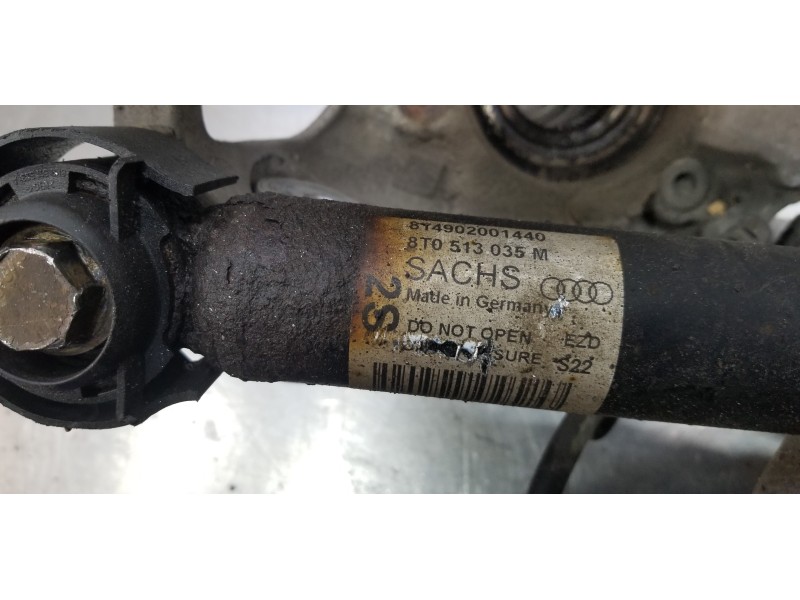 8T4902001440
8T0 513 035 M
SACHS
Made in Germany
2S
DO NOT OPEN EZD
SURE S22